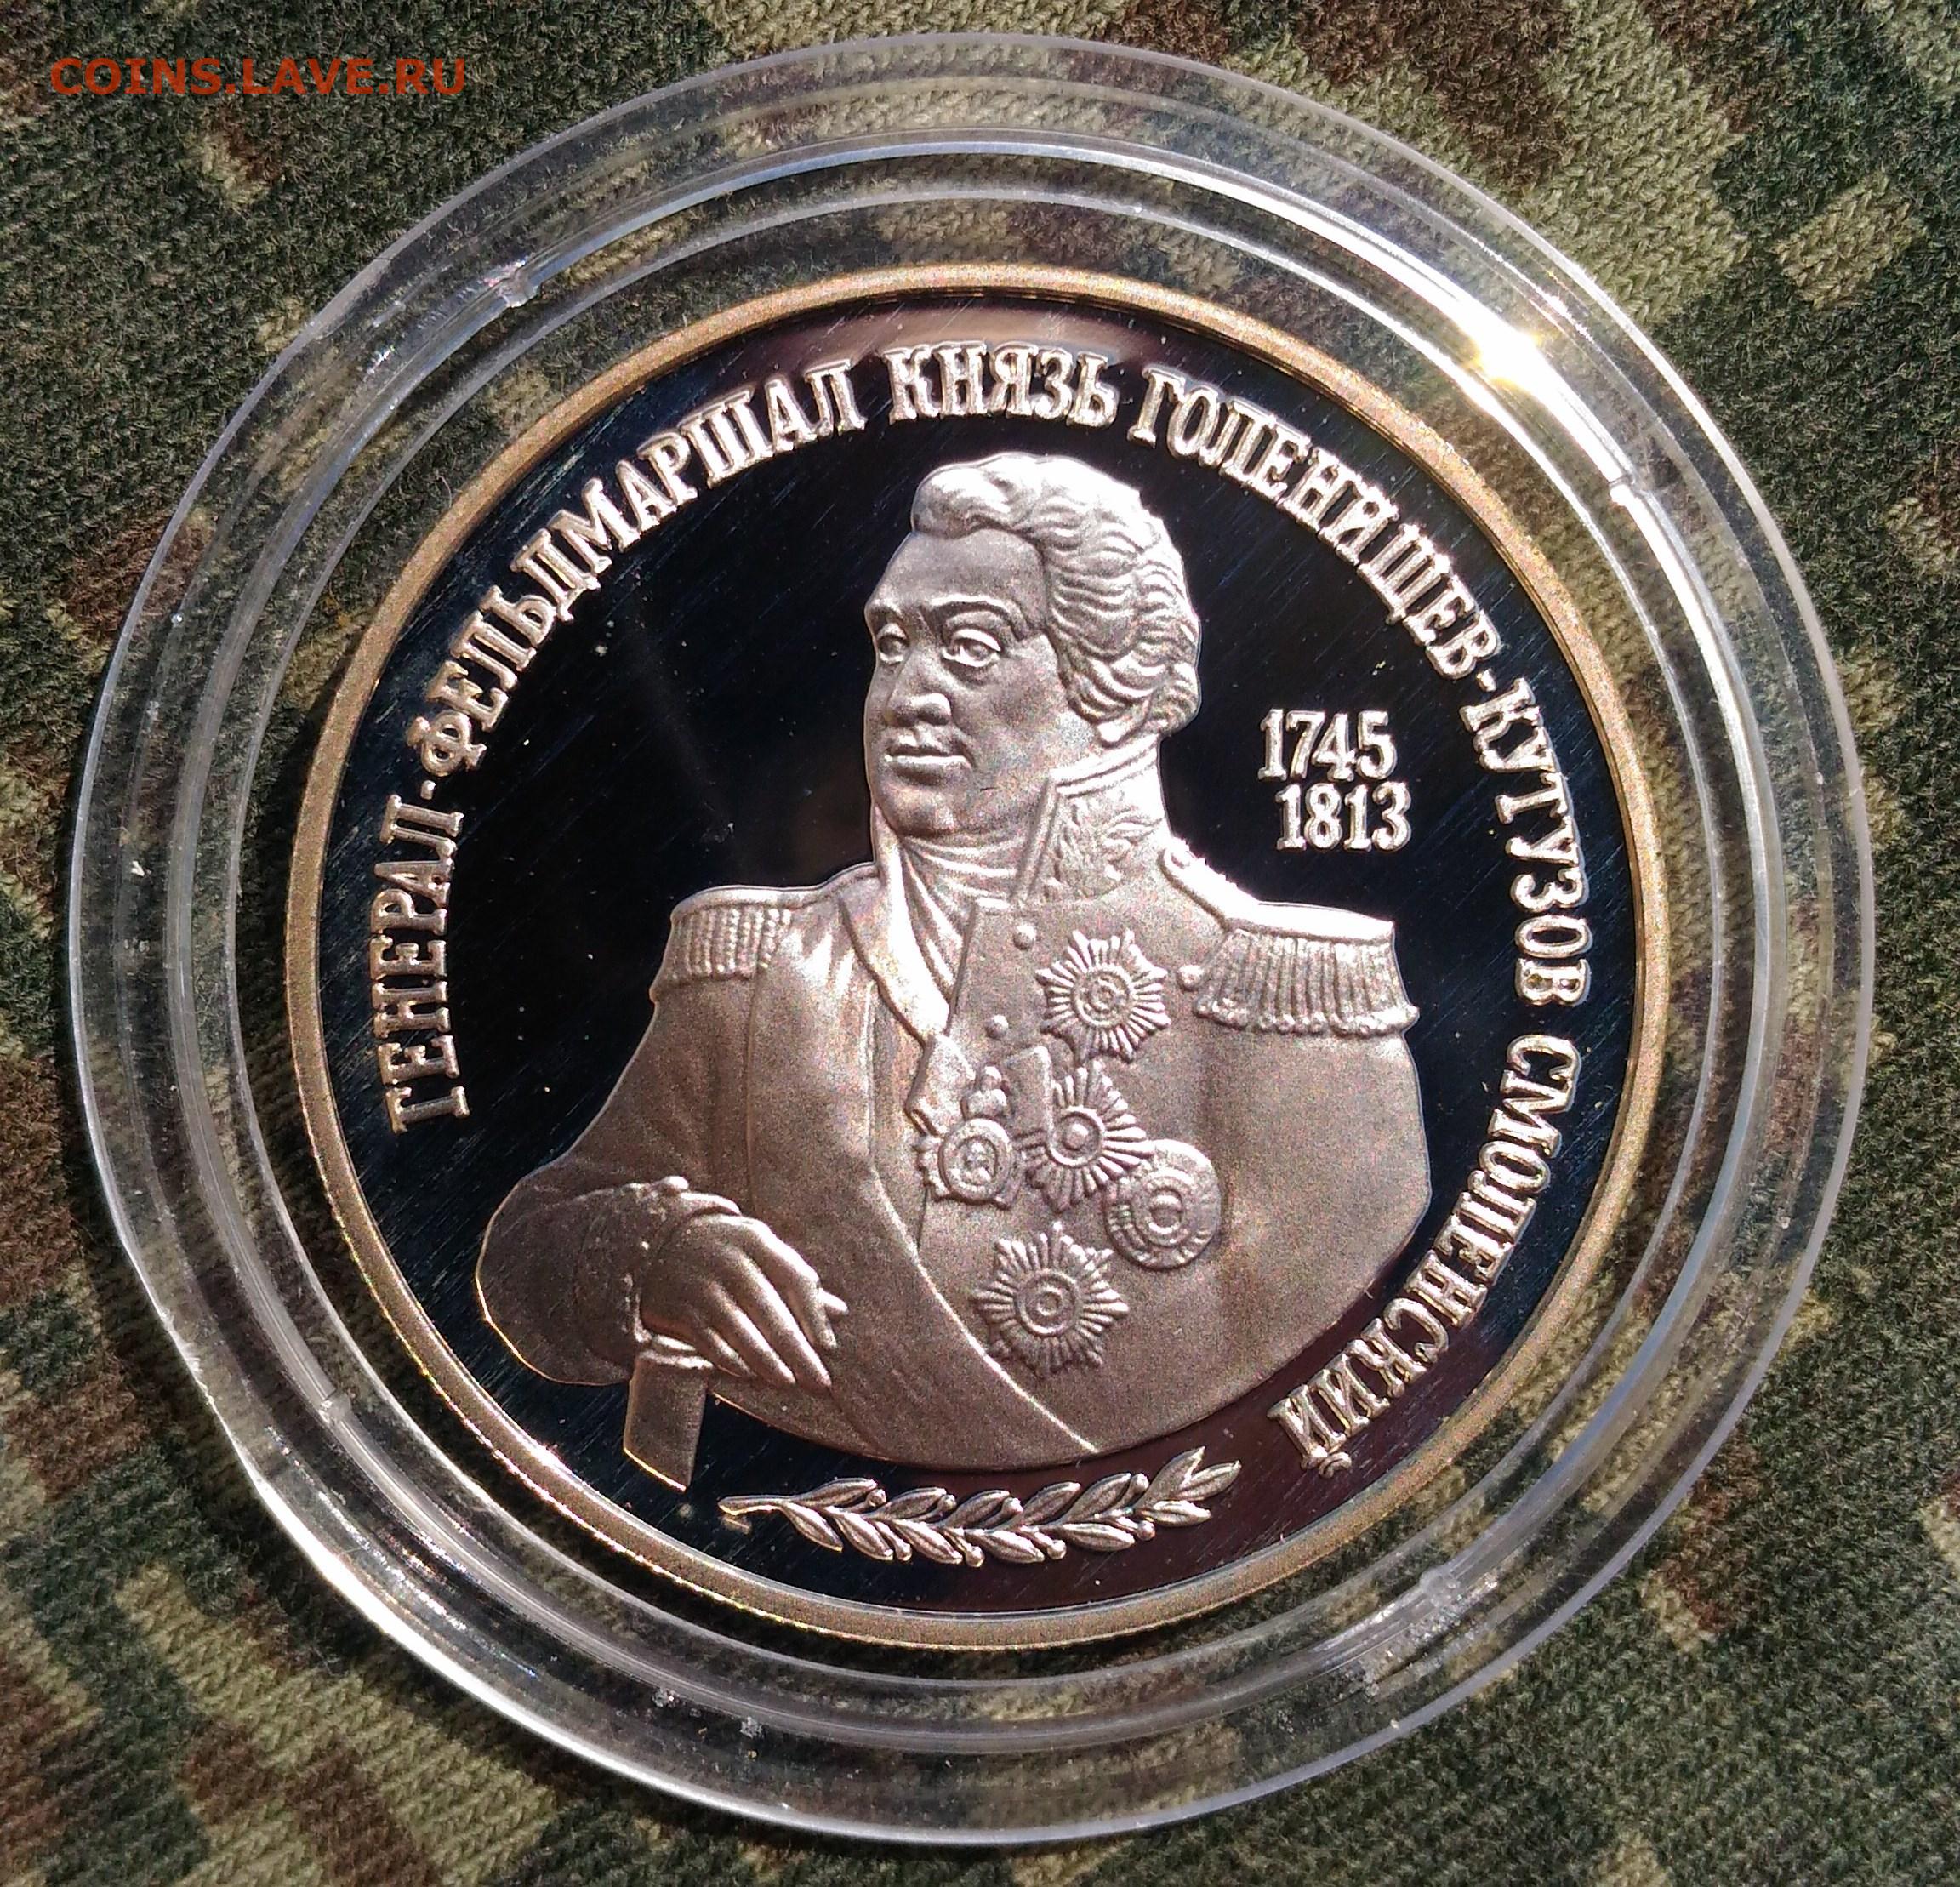 COINS.LAVE.RU
ГЕНЕРАЛ-ФЕЛЬДМАРШАЛ КНЯЗЬ ГОЛЕНИЩЕВ-КУТУЗОВ СМОЛЕНСКИЙ
1745
1813